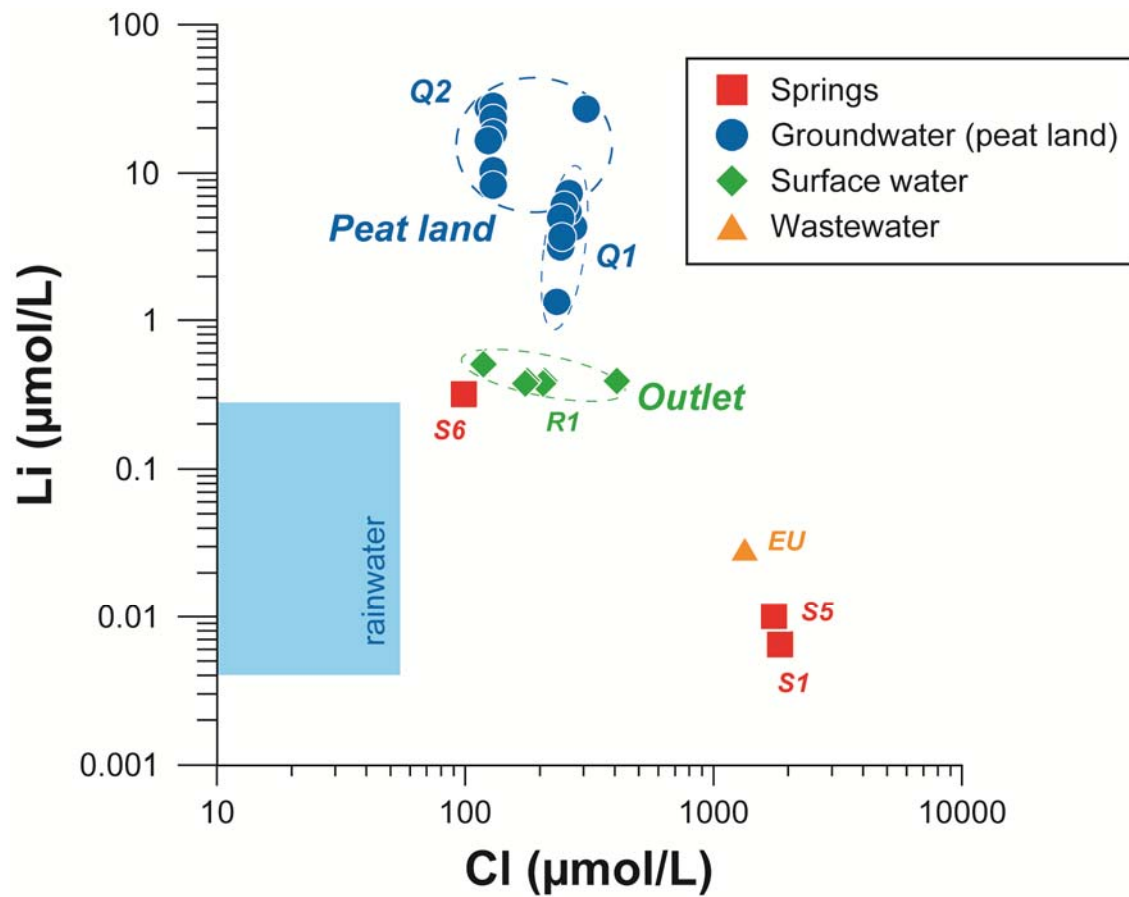 100
10
1
0.1
0.01
0.001
Li (µmol/L)
10
100
1000
10000
Cl (µmol/L)
Springs
Groundwater (peat land)
Surface water
Wastewater
Q2
Peat land
Q1
Outlet
R1
S6
rainwater
EU
S5
S1